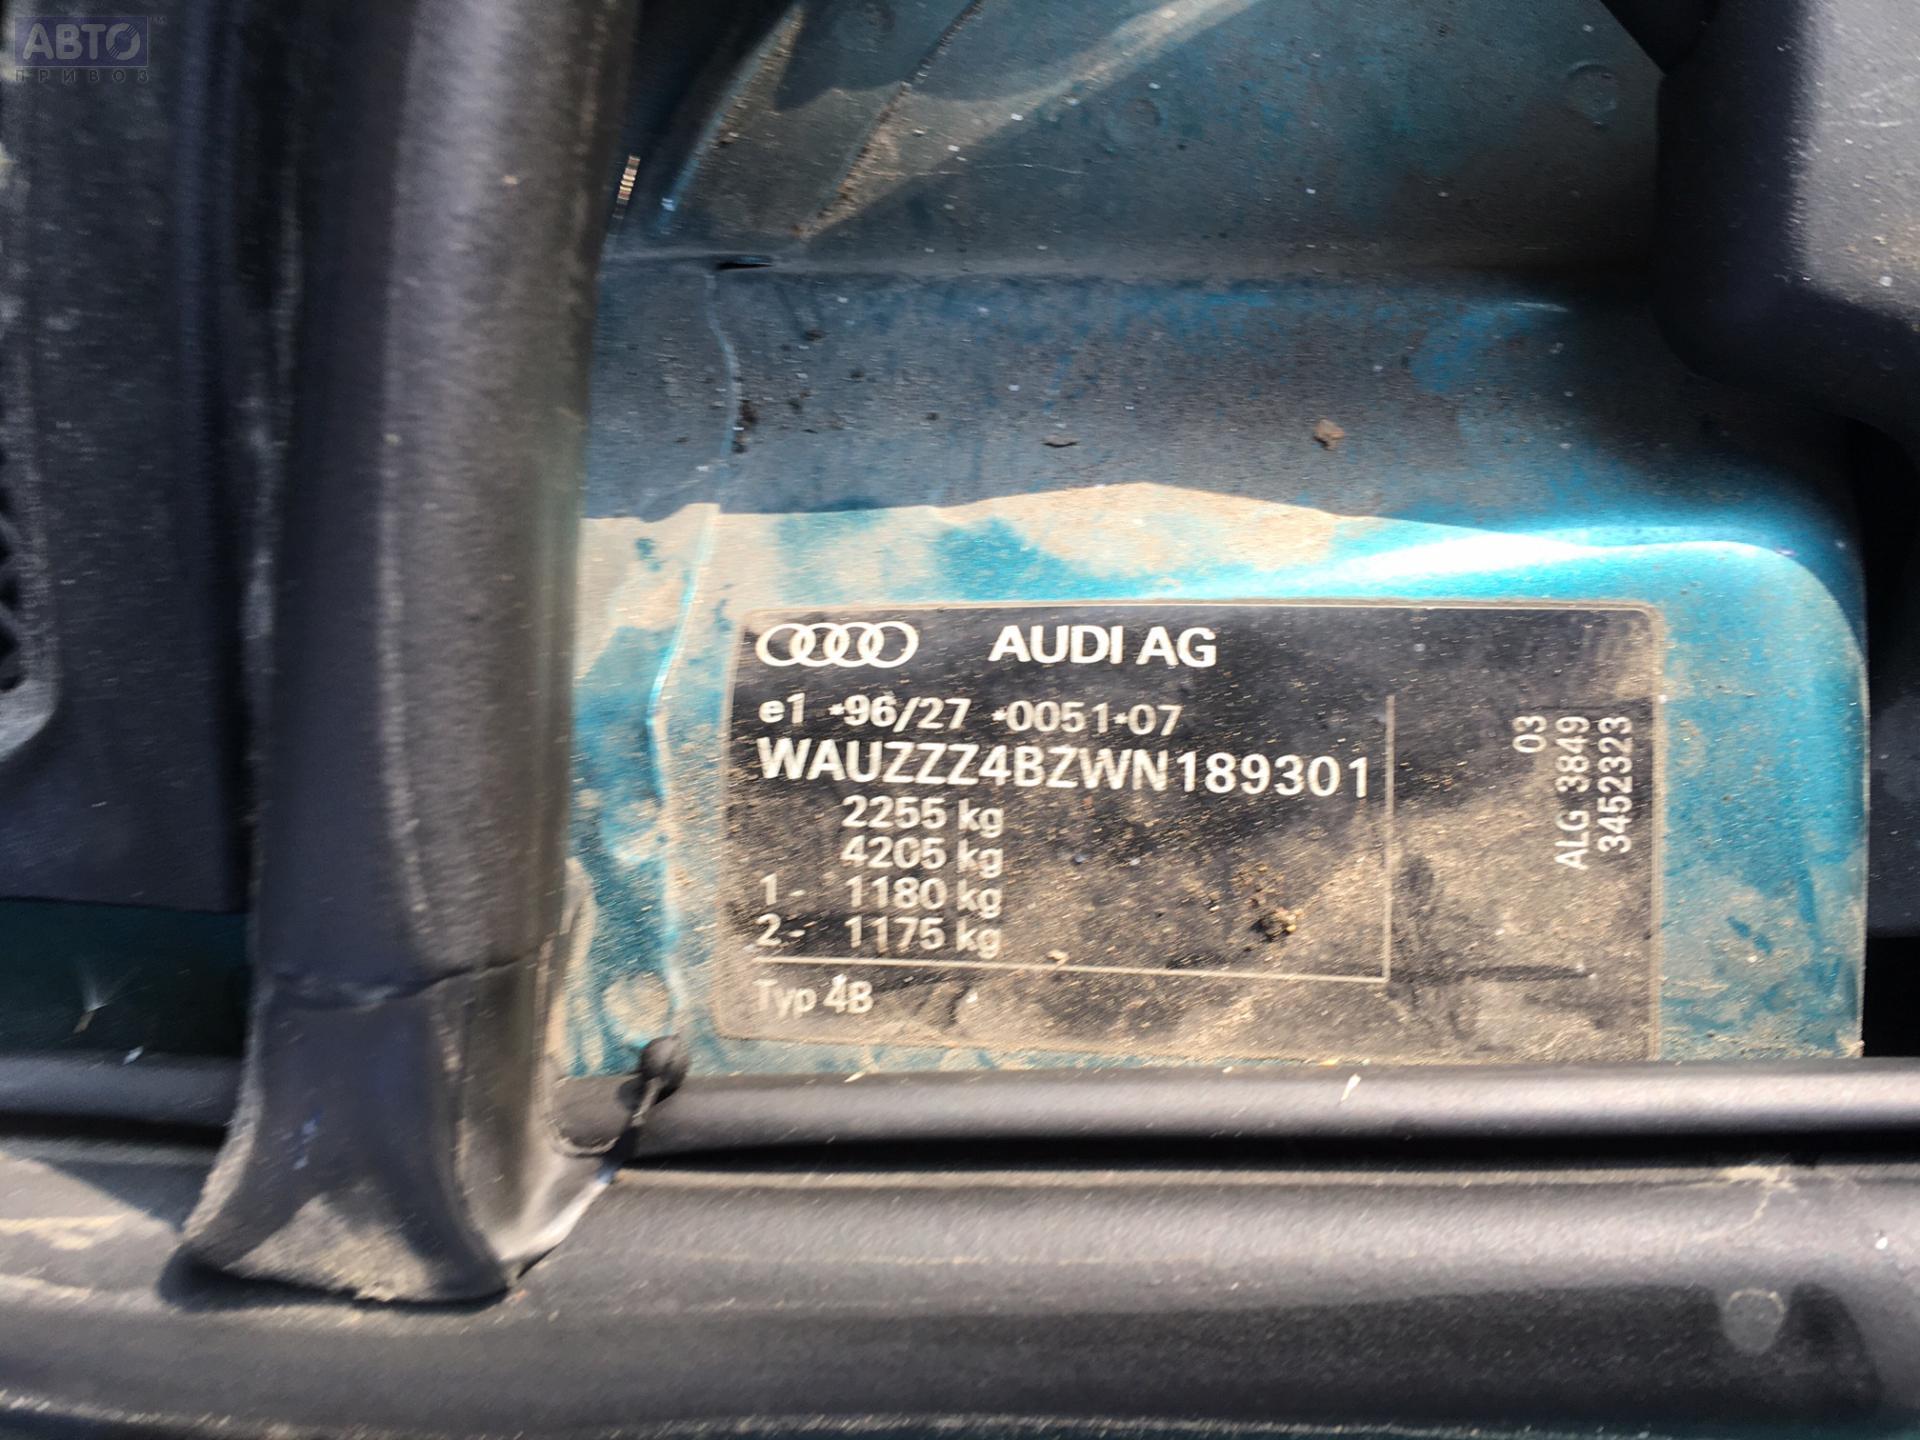 АВТО™
ПРИВОЗ
AUDI AG
e1 *96/27 *0051*07
WAUZZZ4BZWN189301
2255 kg
4205 kg
1- 1180 kg
2- 1175 kg
Typ 4B
03
ALG 3849
3452323